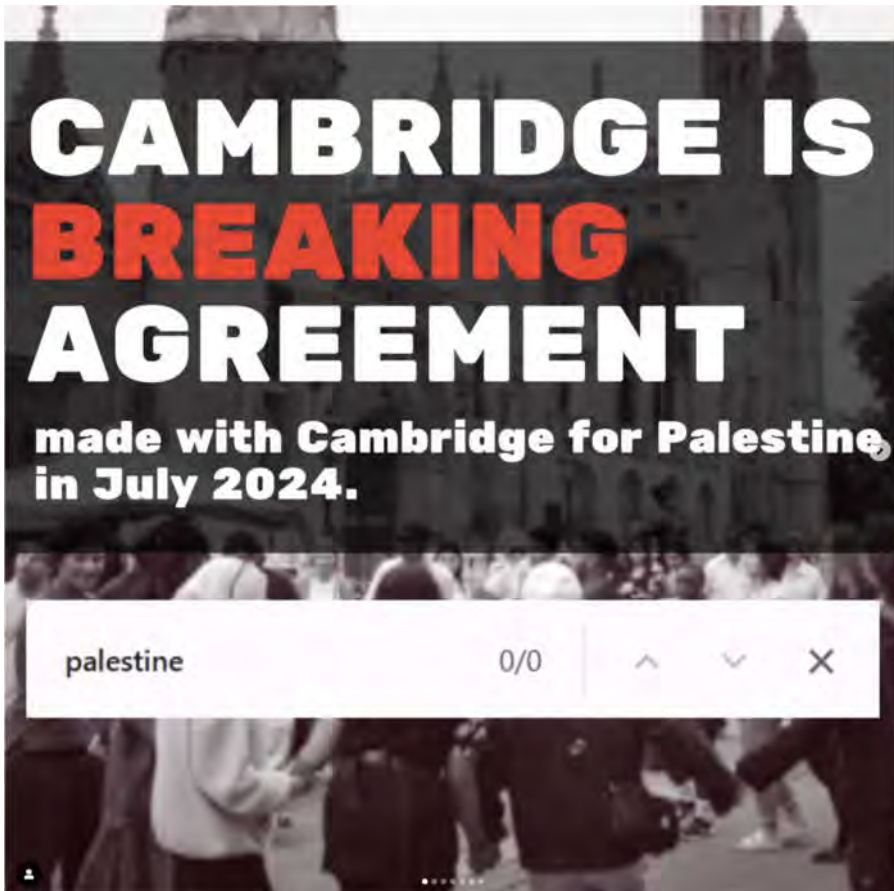 CAMBRIDGE IS
BREAKING
AGREEMENT
made with Cambridge for Palestine
in July 2024.
palestine 0/0